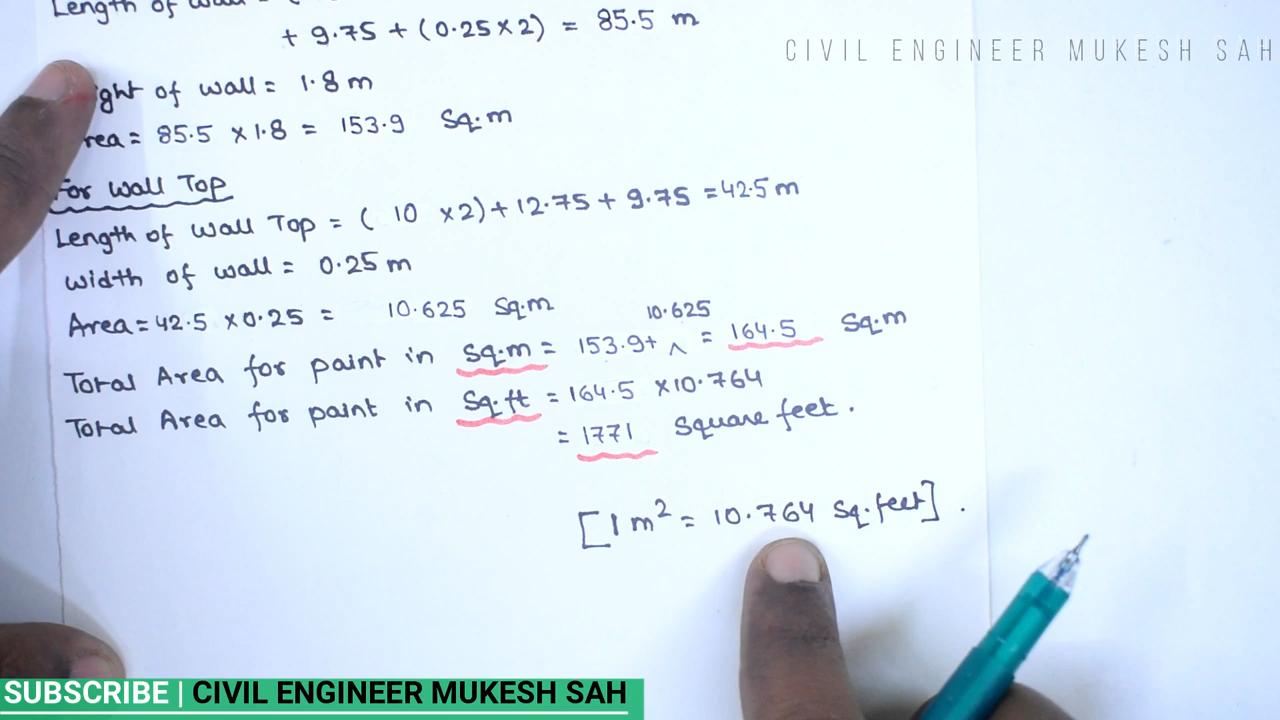 Length of
+ 9.75 + (0.25×2) = 85.5 m
CIVIL ENGINEER MUKESH SAH
ght of wall = 1.8 m
rea = 85.5 × 1.8 = 153.9 Sq.m
For Wall Top
Length of Wall Top = ( 10 ×2) + 12.75 + 9.75 = 42.5 m
Width of wall = 0.25 m
Area = 42.5 × 0.25 = 10.625 Sq.m
10.625
Total Area for paint in Sq.m = 153.9 + ^ = 164.5 Sq.m
Total Area for paint in Sq.ft = 164.5 × 10.764
= 1771 Square feet.
[1 m² = 10.764 Sq.feet].
SUBSCRIBE | CIVIL ENGINEER MUKESH SAH